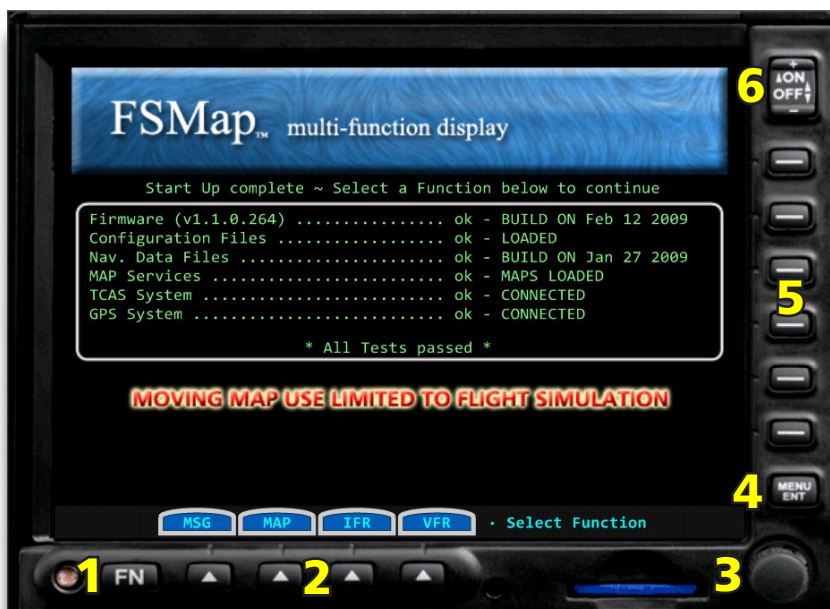 6
+
▲ON
OFF
-
FSMap™ multi-function display
Start Up complete ~ Select a Function below to continue
Firmware (v1.1.0.264) ................ ok - BUILD ON Feb 12 2009
Configuration Files .................. ok - LOADED
Nav. Data Files ...................... ok - BUILD ON Jan 27 2009
MAP Services ......................... ok - MAPS LOADED
TCAS System .......................... ok - CONNECTED
GPS System ........................... ok - CONNECTED
* All Tests passed *
5
MOVING MAP USE LIMITED TO FLIGHT SIMULATION
4
MENU
ENT
MSG MAP IFR VFR · Select Function
1 FN 2 3